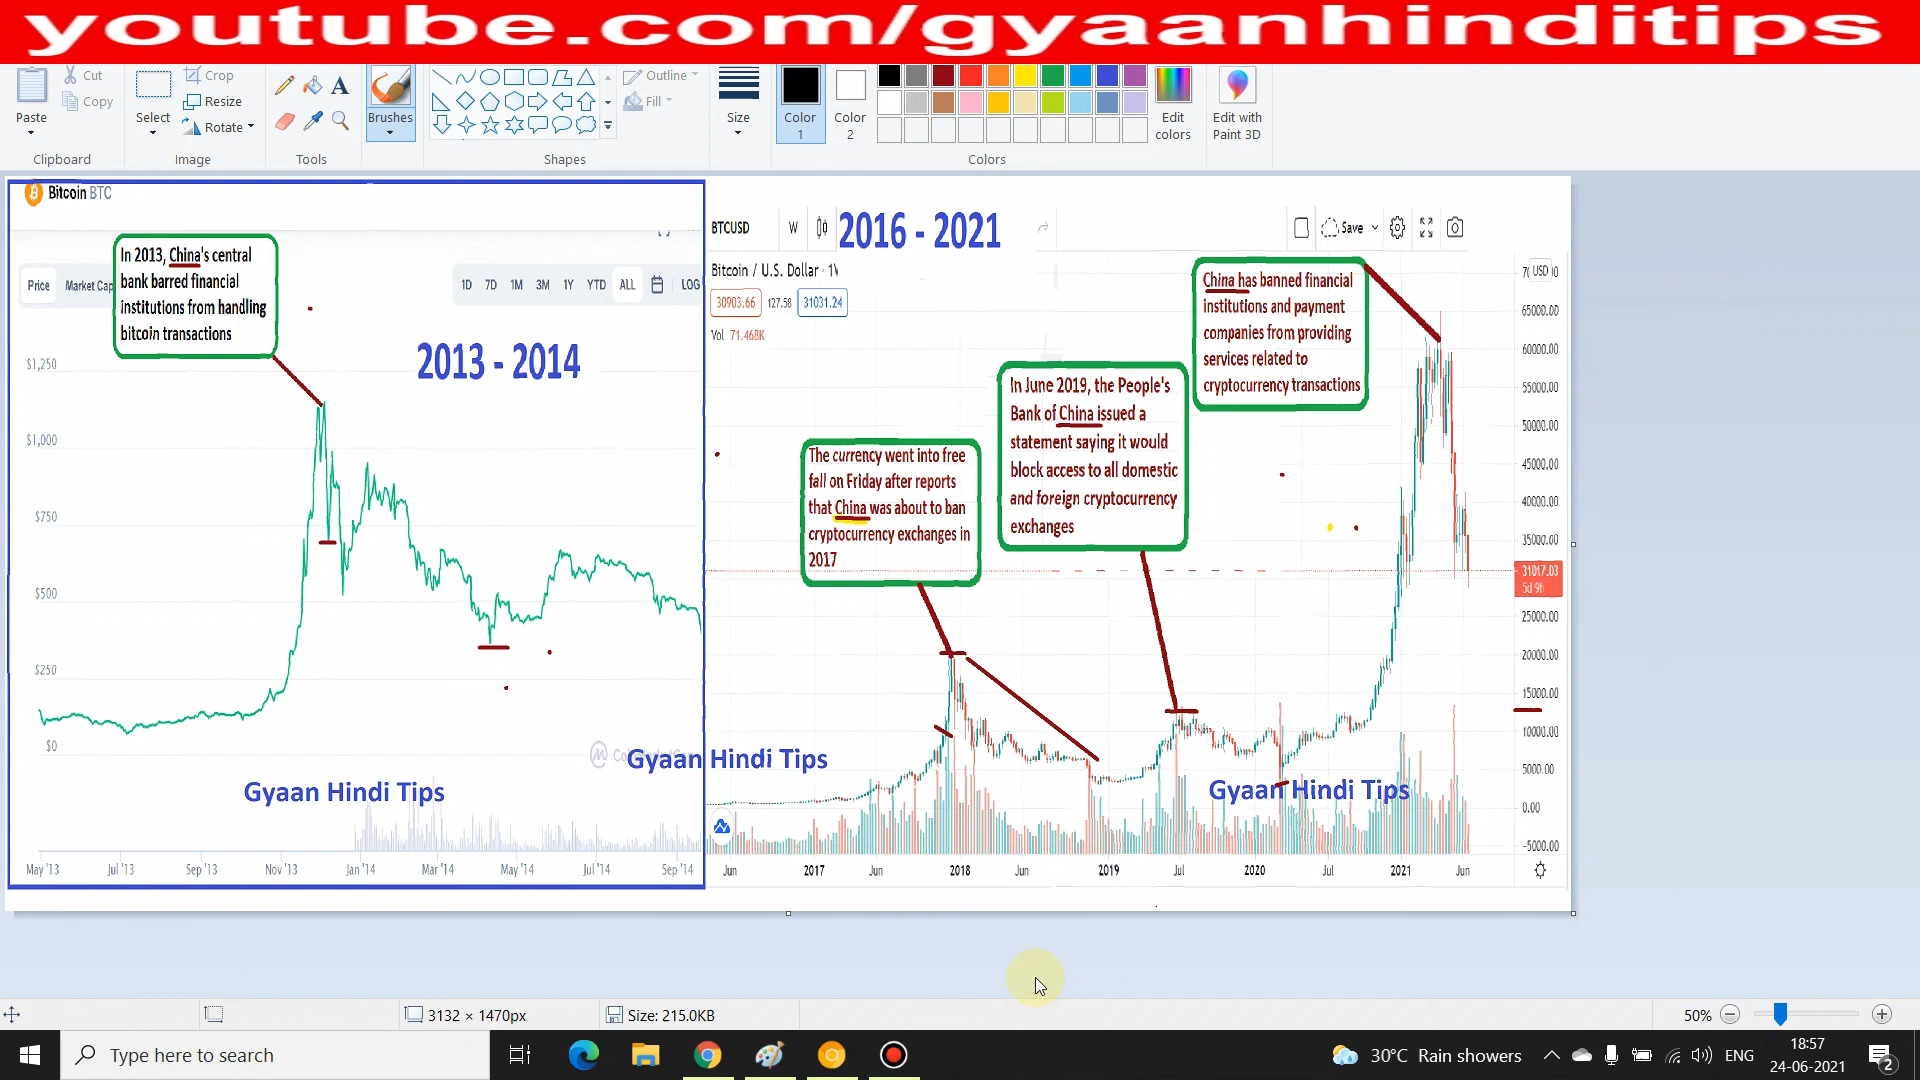 youtube.com/gyaanhinditips
Paste
Cut
Copy
Clipboard
Select
Crop
Resize
Rotate
Image
Tools
Brushes
Shapes
Outline
Fill
Size
Color 1
Color 2
Colors
Edit colors
Edit with Paint 3D
Bitcoin BTC
In 2013, China's central
bank barred financial
institutions from handling
bitcoin transactions
Price
Market Cap
1D 7D 1M 3M 1Y YTD ALL LOG
2013 - 2014
$1,250
$1,000
$750
$500
$250
$0
Gyaan Hindi Tips
May '13 Jul '13 Sep '13 Nov '13 Jan '14 Mar '14 May '14 Jul '14 Sep '14
BTCUSD W 2016 - 2021
Save
Bitcoin / U.S. Dollar
30903.66 127.58 31031.24
Vol 71.468K
USD
China has banned financial
institutions and payment
companies from providing
services related to
cryptocurrency transactions
In June 2019, the People's
Bank of China issued a
statement saying it would
block access to all domestic
and foreign cryptocurrency
exchanges
The currency went into free
fall on Friday after reports
that China was about to ban
cryptocurrency exchanges in
2017
65000.00
60000.00
55000.00
50000.00
45000.00
40000.00
35000.00
31017.03
5d 9h
25000.00
20000.00
15000.00
10000.00
5000.00
0.00
-5000.00
Gyaan Hindi Tips
Gyaan Hindi Tips
Jun 2017 Jun 2018 Jun 2019 Jul 2020 Jul 2021 Jun
3132 × 1470px
Size: 215.0KB
50%
Type here to search
30°C Rain showers
ENG
18:57
24-06-2021
2